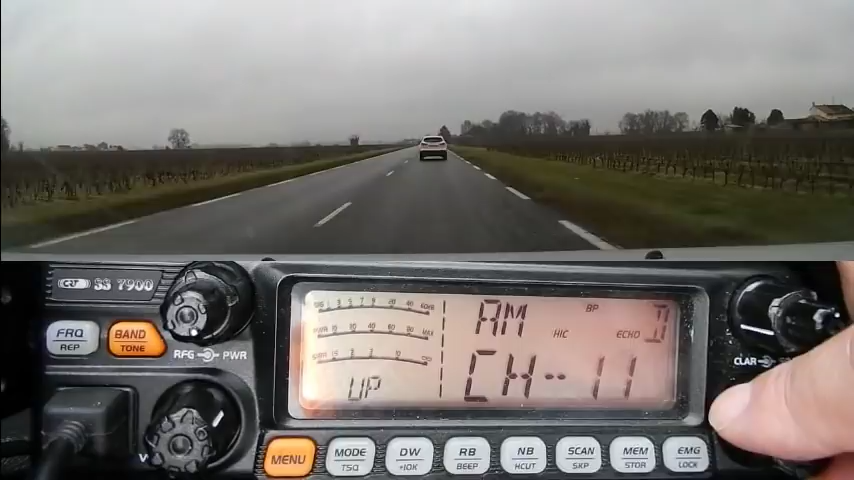 CRT SS 7900
FRQ
REP
BAND
TONE
RFG PWR
CLAR
AM
BP
D
HIC
ECHO
UP
CH--11
MENU
MODE
TSQ
DW
+10K
RB
BEEP
NB
HCUT
SCAN
SKP
MEM
STOR
EMG
LOCK
V